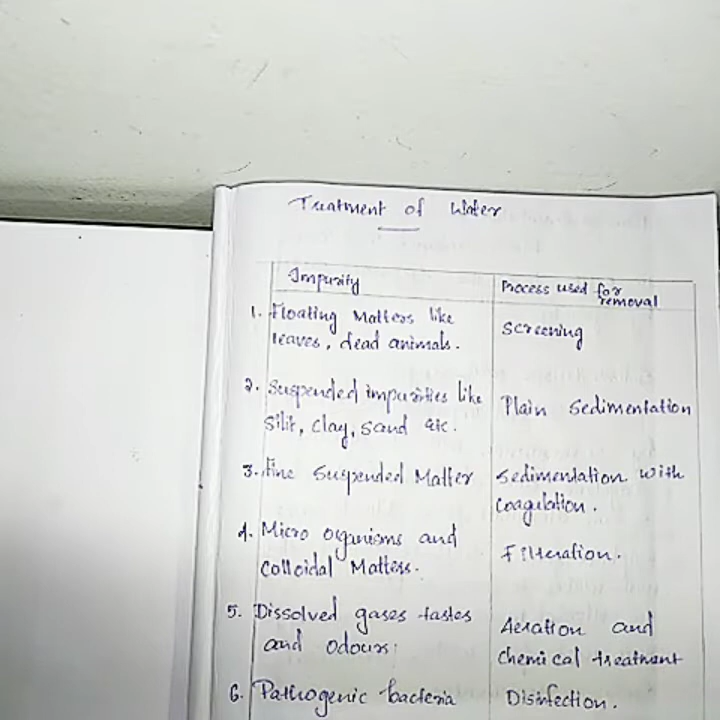 Treatment of Water
Impurity Process used for removal
1. Floating Matters like Screening
leaves, dead animals.
2. Suspended impurities like Plain Sedimentation
Silt, clay, sand etc.
3. Fine Suspended Matter Sedimentation with
Coagulation.
4. Micro organisms and Filteration.
Colloidal Matters.
5. Dissolved gases tastes Aeration and
and odours; Chemical treatment
6. Pathogenic bacteria Disinfection.